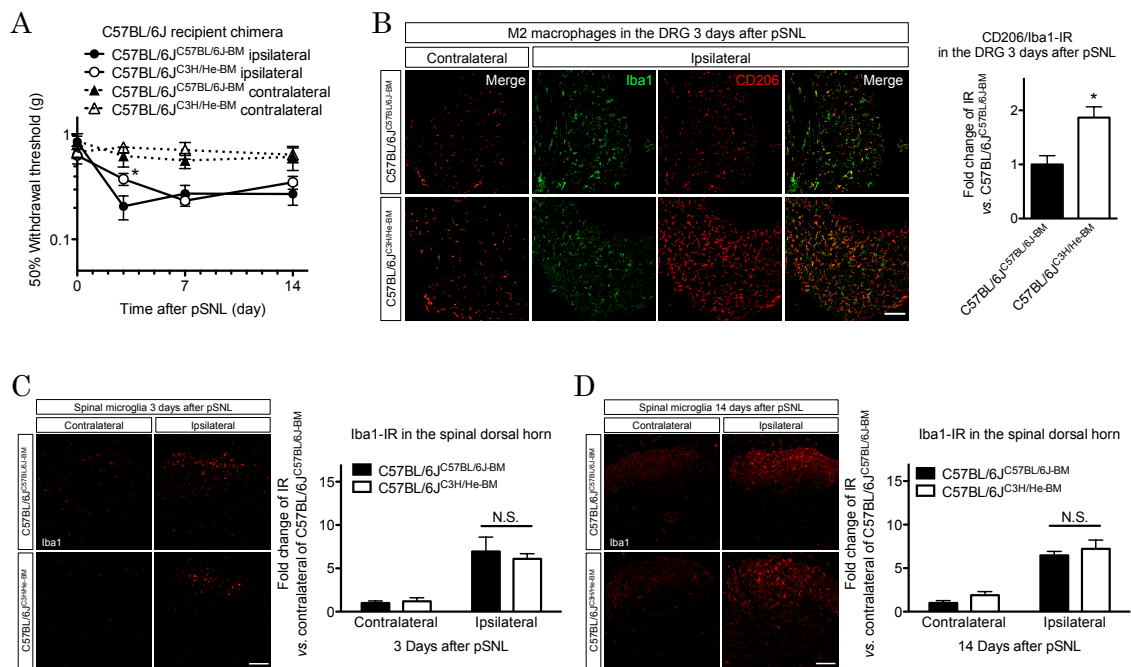 A
C57BL/6J recipient chimera
C57BL/6J^C57BL/6J-BM ipsilateral
C57BL/6J^C3H/He-BM ipsilateral
C57BL/6J^C57BL/6J-BM contralateral
C57BL/6J^C3H/He-BM contralateral
50% Withdrawal threshold (g)
1
0.1
0 7 14
Time after pSNL (day)
B
M2 macrophages in the DRG 3 days after pSNL
Contralateral Ipsilateral
Merge Iba1 CD206 Merge
C57BL/6J^C57BL/6J-BM
C57BL/6J^C3H/He-BM
CD206/Iba1-IR
in the DRG 3 days after pSNL
Fold change of IR
vs. C57BL/6J^C57BL/6J-BM
2
1
0
*
C57BL/6J^C57BL/6J-BM
C57BL/6J^C3H/He-BM
*
C
Spinal microglia 3 days after pSNL
Contralateral Ipsilateral
C57BL/6J^C57BL/6J-BM
Iba1
C57BL/6J^C3H/He-BM
Iba1-IR in the spinal dorsal horn
Fold change of IR
vs. contralateral of C57BL/6J^C57BL/6J-BM
C57BL/6J^C57BL/6J-BM
C57BL/6J^C3H/He-BM
10
5
0
N.S.
Contralateral Ipsilateral
3 Days after pSNL
D
Spinal microglia 14 days after pSNL
Contralateral Ipsilateral
C57BL/6J^C57BL/6J-BM
Iba1
C57BL/6J^C3H/He-BM
Iba1-IR in the spinal dorsal horn
Fold change of IR
vs. contralateral of C57BL/6J^C57BL/6J-BM
C57BL/6J^C57BL/6J-BM
C57BL/6J^C3H/He-BM
10
5
0
N.S.
Contralateral Ipsilateral
14 Days after pSNL